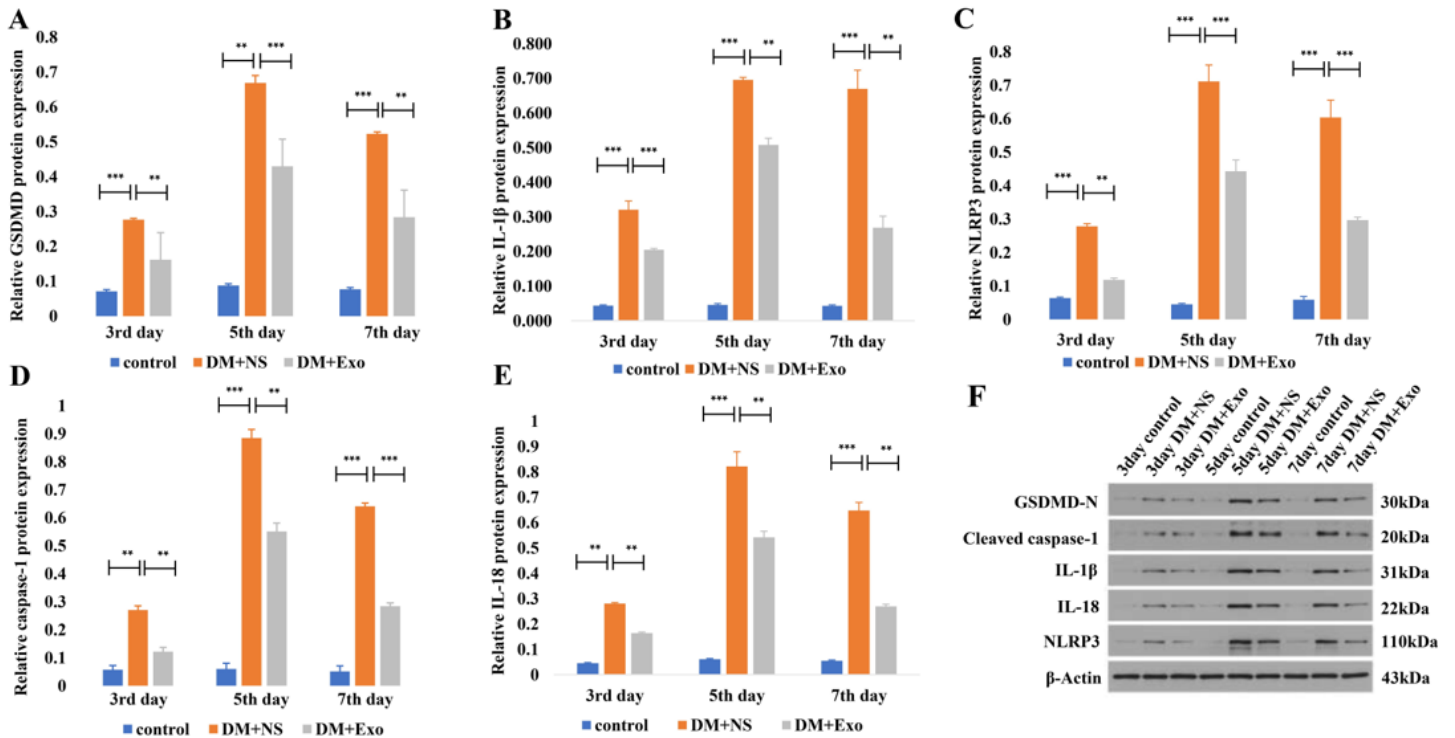 A
Relative GSDMD protein expression
0.8
0.7
0.6
0.5
0.4
0.3
0.2
0.1
0
*** **
** ***
*** **
3rd day 5th day 7th day
control DM+NS DM+Exo
B
Relative IL-1β protein expression
0.800
0.700
0.600
0.500
0.400
0.300
0.200
0.100
0.000
*** ***
*** **
*** **
3rd day 5th day 7th day
control DM+NS DM+Exo
C
Relative NLRP3 protein expression
0.8
0.7
0.6
0.5
0.4
0.3
0.2
0.1
0
*** **
*** ***
*** ***
3rd day 5th day 7th day
control DM+NS DM+Exo
D
Relative caspase-1 protein expression
1
0.9
0.8
0.7
0.6
0.5
0.4
0.3
0.2
0.1
0
** **
*** **
*** ***
3rd day 5th day 7th day
control DM+NS DM+Exo
E
Relative IL-18 protein expression
1
0.9
0.8
0.7
0.6
0.5
0.4
0.3
0.2
0.1
0
** **
*** **
*** **
3rd day 5th day 7th day
control DM+NS DM+Exo
F
3day control
3day DM+NS
3day DM+Exo
5day control
5day DM+NS
5day DM+Exo
7day control
7day DM+NS
7day DM+Exo
GSDMD-N 30kDa
Cleaved caspase-1 20kDa
IL-1β 31kDa
IL-18 22kDa
NLRP3 110kDa
β-Actin 43kDa